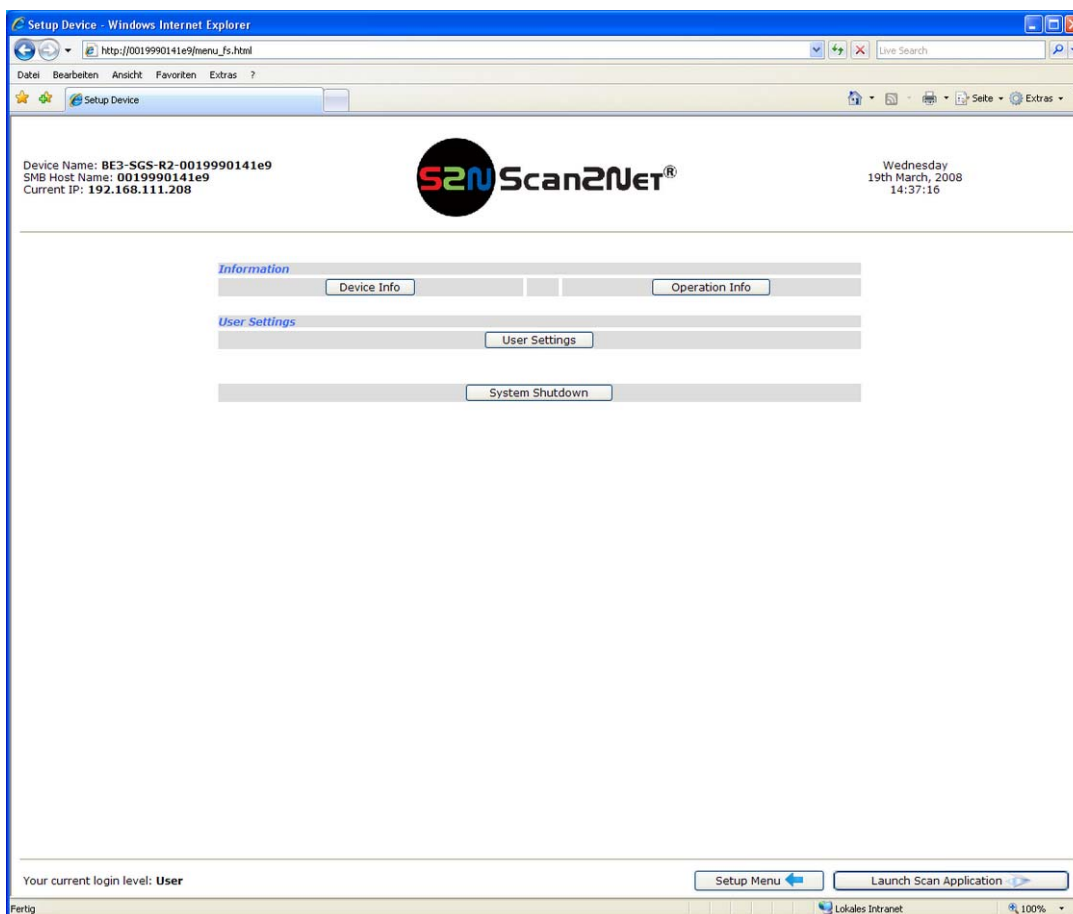 Setup Device - Windows Internet Explorer
http://0019990141e9/menu_fs.html
Live Search
Datei Bearbeiten Ansicht Favoriten Extras ?
Setup Device
Seite
Extras
Device Name: BE3-SGS-R2-0019990141e9
SMB Host Name: 0019990141e9
Current IP: 192.168.111.208
S2N Scan2Net®
Wednesday
19th March, 2008
14:37:16
Information
Device Info
Operation Info
User Settings
User Settings
System Shutdown
Your current login level: User
Setup Menu
Launch Scan Application
Fertig
Lokales Intranet
100%